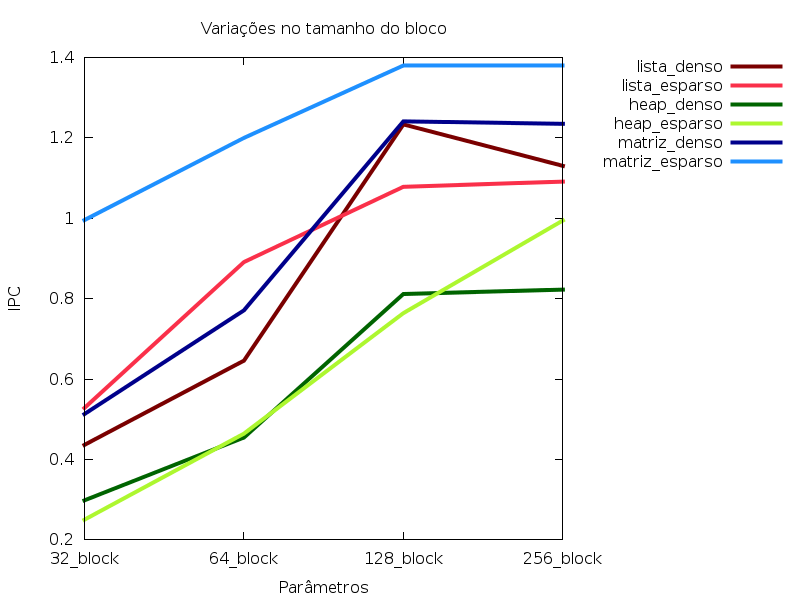 Variações no tamanho do bloco
lista_denso
lista_esparso
heap_denso
heap_esparso
matriz_denso
matriz_esparso
IPC
1.4
1.2
1
0.8
0.6
0.4
0.2
32_block 64_block 128_block 256_block
Parâmetros